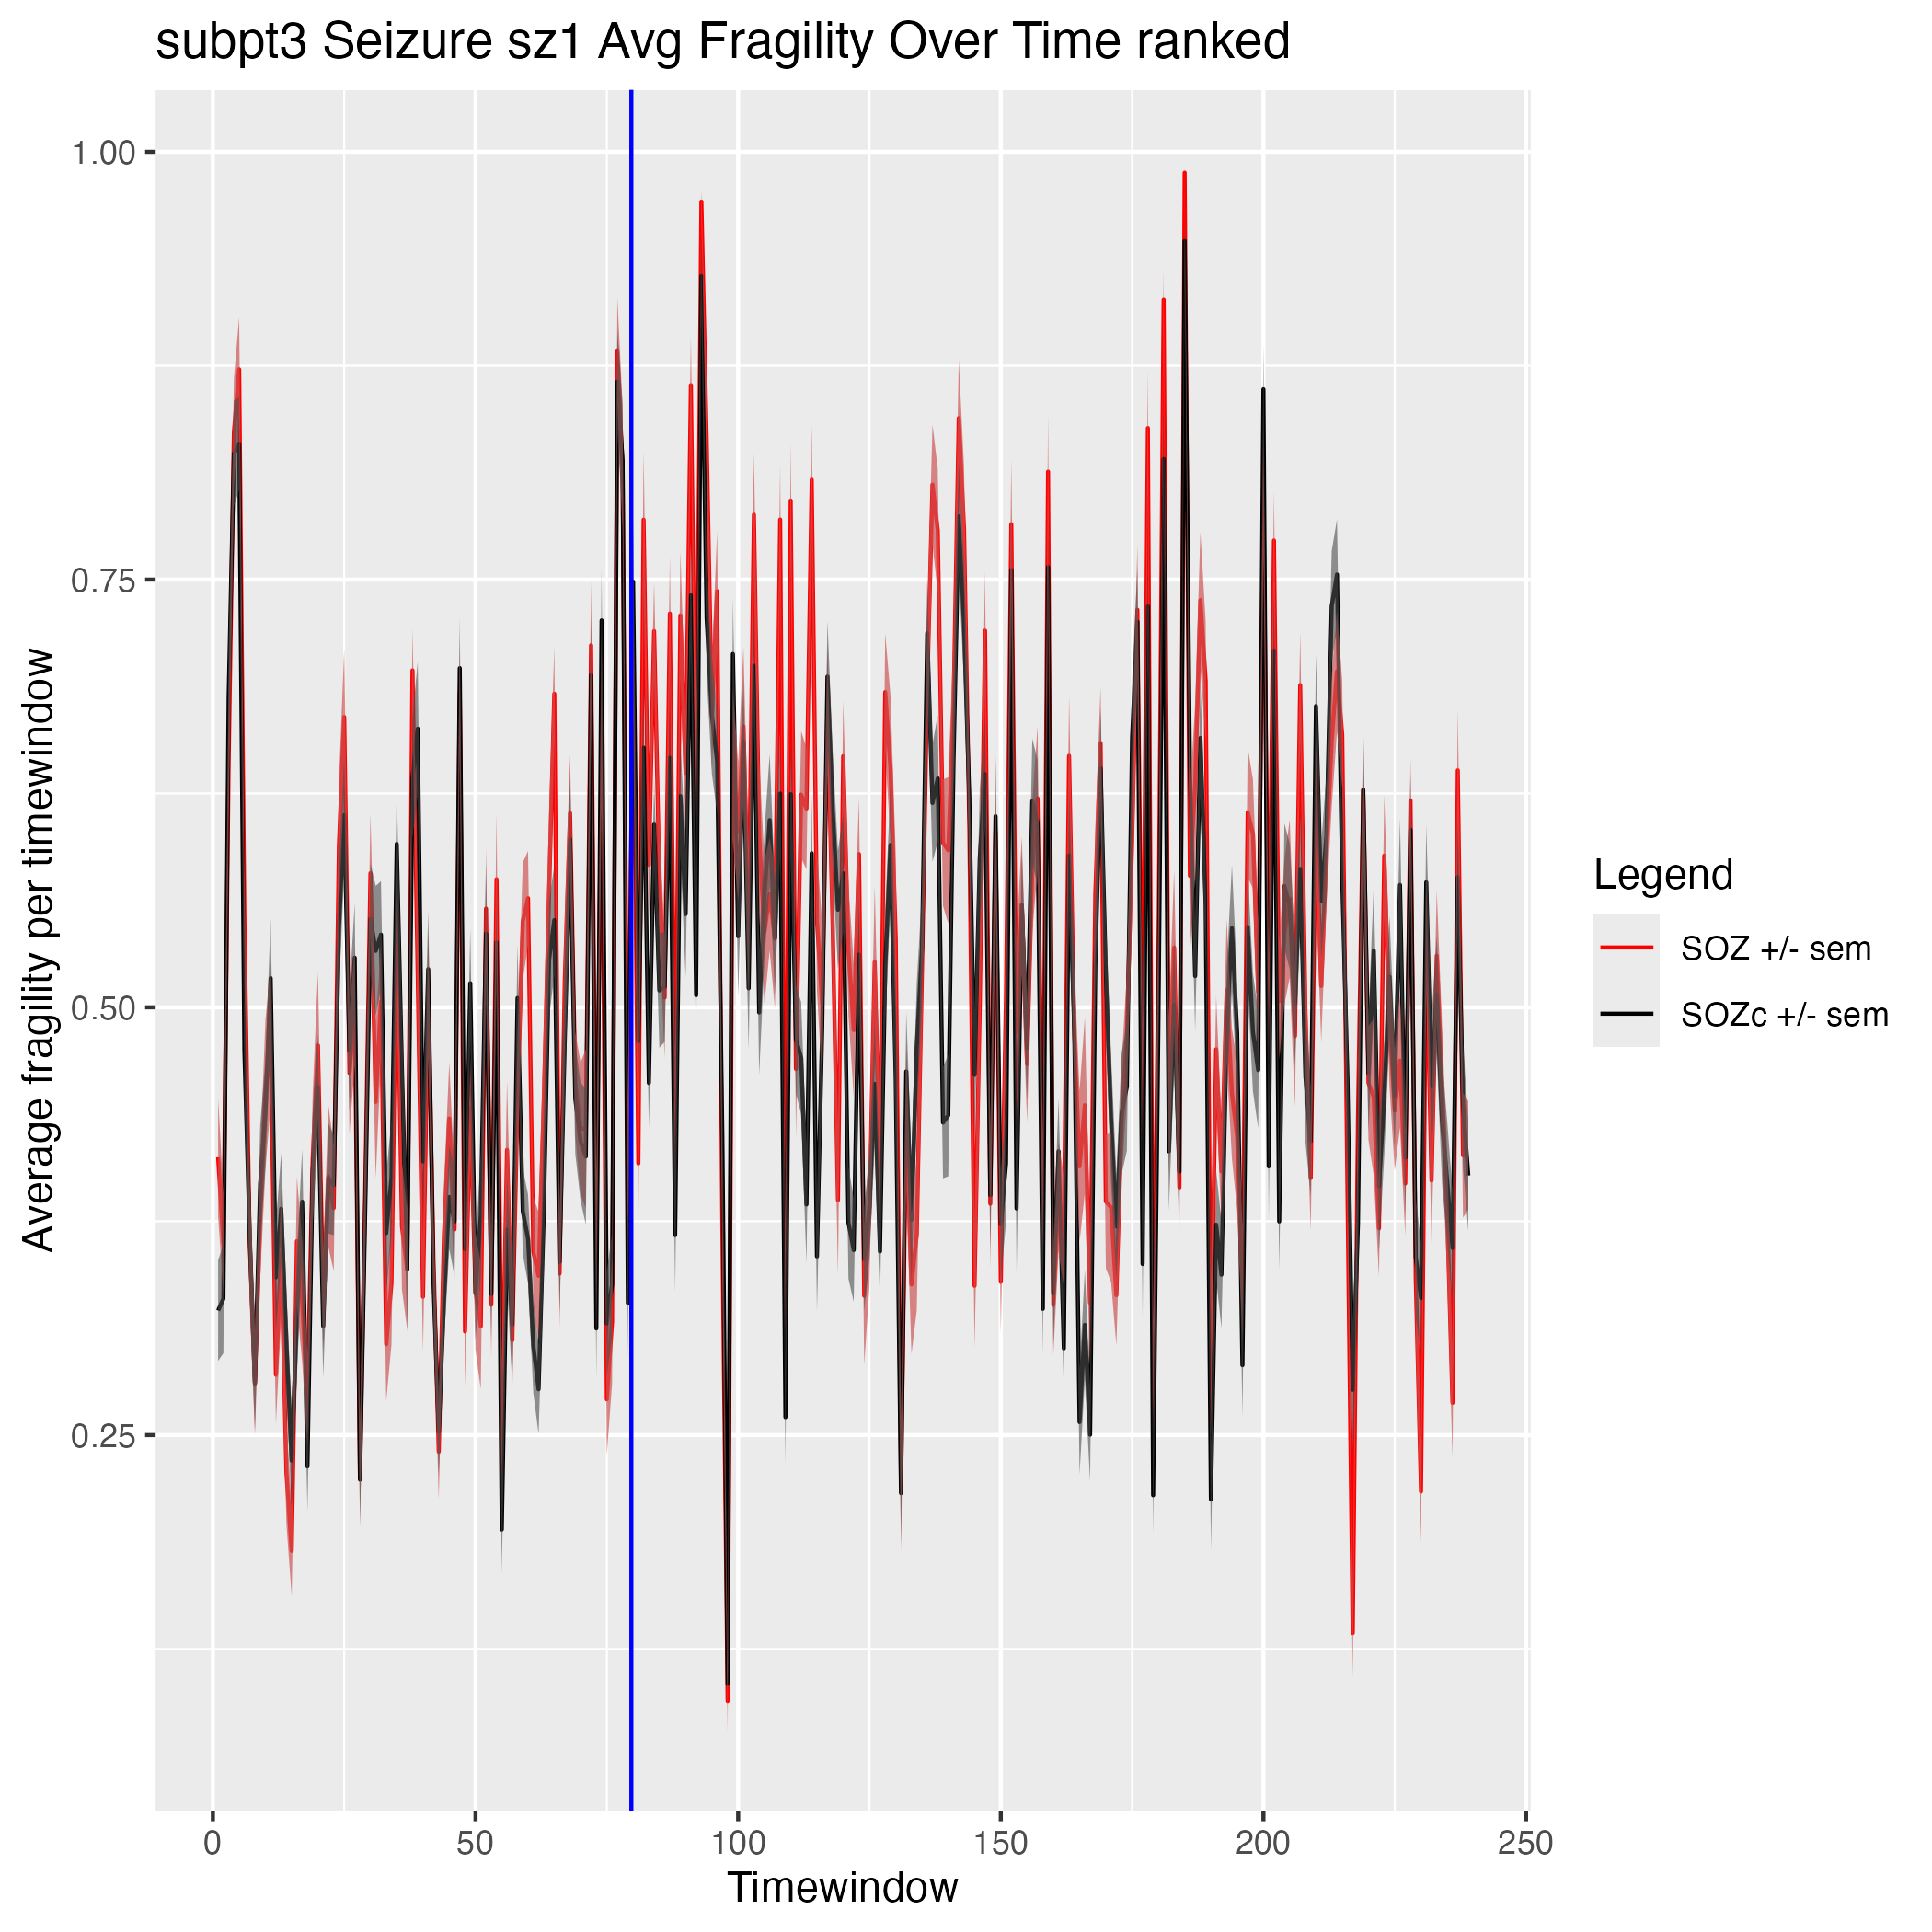 subpt3 Seizure sz1 Avg Fragility Over Time ranked
Average fragility per timewindow
1.00
0.75
0.50
0.25
0 50 100 150 200 250
Timewindow
Legend
SOZ +/- sem
SOZc +/- sem